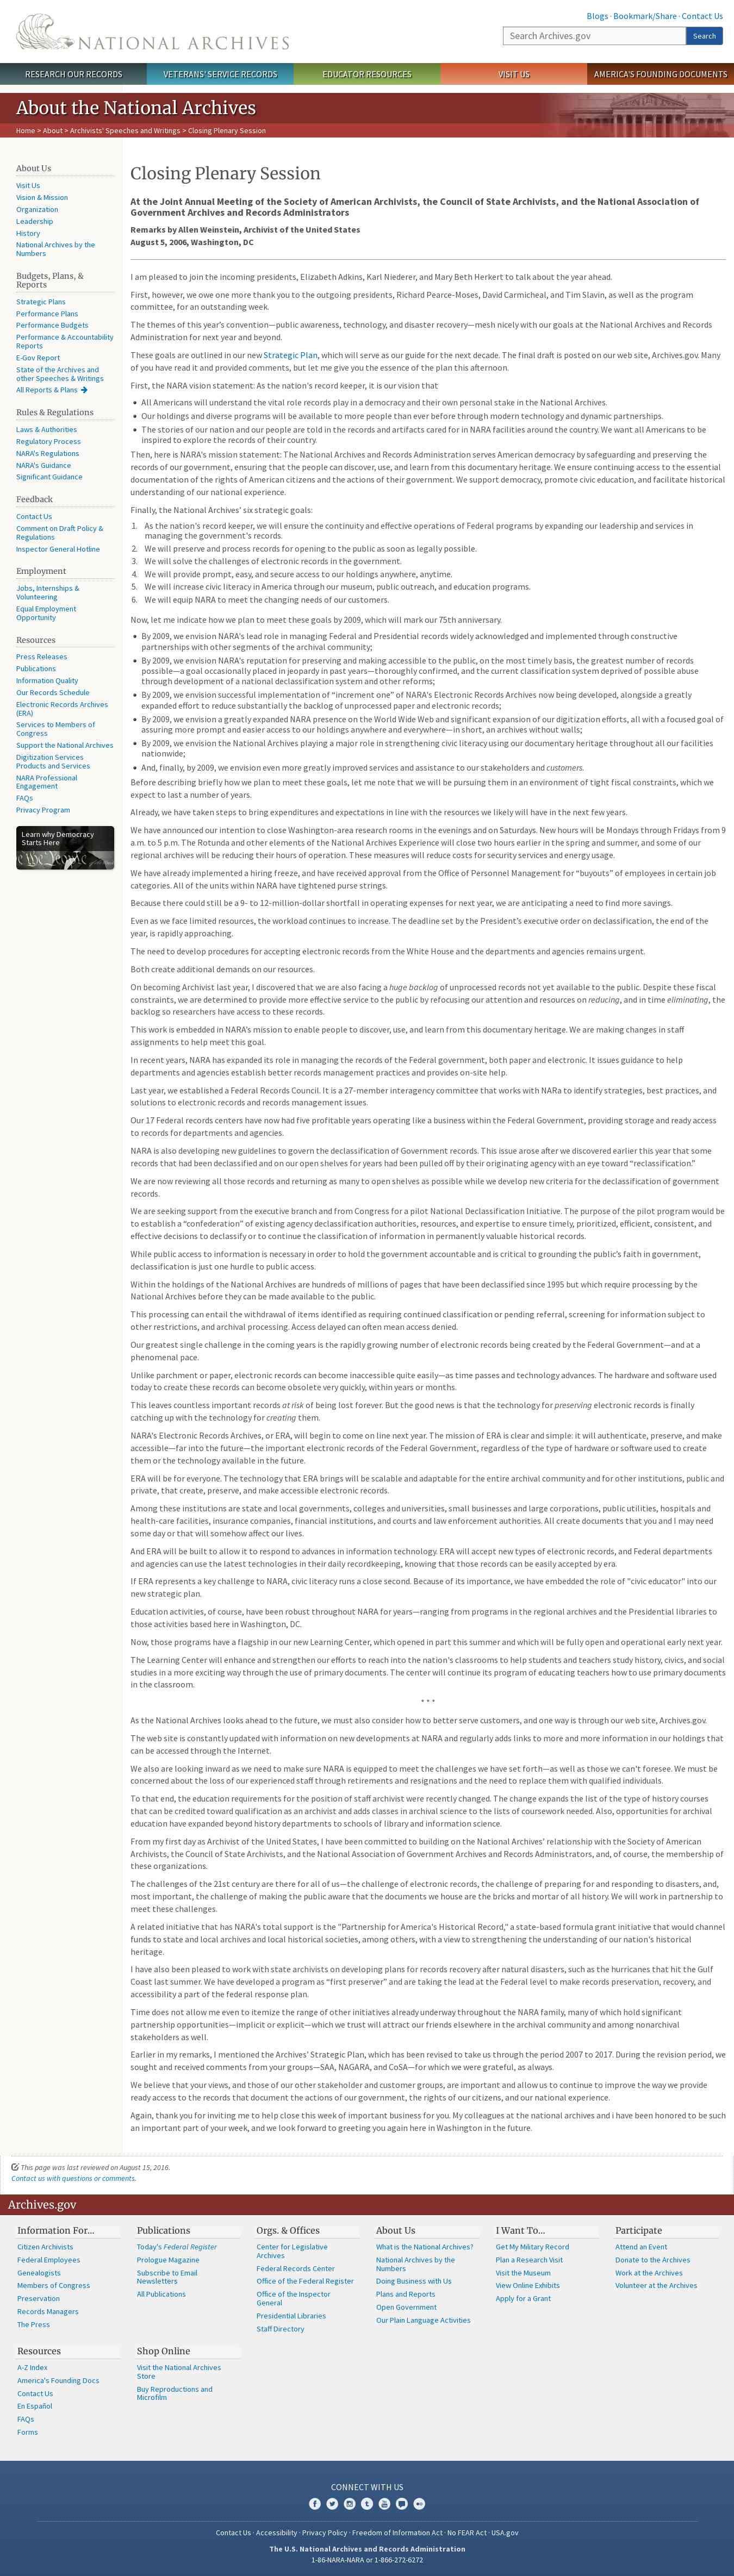 Blogs · Bookmark/Share · Contact Us
NATIONAL ARCHIVES
Search Archives.gov
Search
RESEARCH OUR RECORDS
VETERANS' SERVICE RECORDS
EDUCATOR RESOURCES
VISIT US
AMERICA'S FOUNDING DOCUMENTS
About the National Archives
Home > About > Archivists' Speeches and Writings > Closing Plenary Session
About Us
Visit Us
Vision & Mission
Organization
Leadership
History
National Archives by the
Numbers
Budgets, Plans, &
Reports
Strategic Plans
Performance Plans
Performance Budgets
Performance & Accountability
Reports
E-Gov Report
State of the Archives and
other Speeches & Writings
All Reports & Plans
Rules & Regulations
Laws & Authorities
Regulatory Process
NARA's Regulations
NARA's Guidance
Significant Guidance
Feedback
Contact Us
Comment on Draft Policy &
Regulations
Inspector General Hotline
Employment
Jobs, Internships &
Volunteering
Equal Employment
Opportunity
Resources
Press Releases
Publications
Information Quality
Our Records Schedule
Electronic Records Archives
(ERA)
Services to Members of
Congress
Support the National Archives
Digitization Services
Products and Services
NARA Professional
Engagement
FAQs
Privacy Program
Learn why Democracy
Starts Here
Closing Plenary Session
At the Joint Annual Meeting of the Society of American Archivists, the Council of State Archivists, and the National Association of
Government Archives and Records Administrators
Remarks by Allen Weinstein, Archivist of the United States
August 5, 2006, Washington, DC
I am pleased to join the incoming presidents, Elizabeth Adkins, Karl Niederer, and Mary Beth Herkert to talk about the year ahead.
First, however, we owe one more thank you to the outgoing presidents, Richard Pearce-Moses, David Carmicheal, and Tim Slavin, as well as the program
committee, for an outstanding week.
The themes of this year's convention—public awareness, technology, and disaster recovery—mesh nicely with our goals at the National Archives and Records
Administration for next year and beyond.
These goals are outlined in our new Strategic Plan, which will serve as our guide for the next decade. The final draft is posted on our web site, Archives.gov. Many
of you have read it and provided comments, but let me give you the essence of the plan this afternoon.
First, the NARA vision statement: As the nation's record keeper, it is our vision that
• All Americans will understand the vital role records play in a democracy and their own personal stake in the National Archives.
• Our holdings and diverse programs will be available to more people than ever before through modern technology and dynamic partnerships.
• The stories of our nation and our people are told in the records and artifacts cared for in NARA facilities around the country. We want all Americans to be
inspired to explore the records of their country.
Then, here is NARA's mission statement: The National Archives and Records Administration serves American democracy by safeguarding and preserving the
records of our government, ensuring that the people can discover, use, and learn from this documentary heritage. We ensure continuing access to the essential
documentation of the rights of American citizens and the actions of their government. We support democracy, promote civic education, and facilitate historical
understanding of our national experience.
Finally, the National Archives' six strategic goals:
1. As the nation's record keeper, we will ensure the continuity and effective operations of Federal programs by expanding our leadership and services in
managing the government's records.
2. We will preserve and process records for opening to the public as soon as legally possible.
3. We will solve the challenges of electronic records in the government.
4. We will provide prompt, easy, and secure access to our holdings anywhere, anytime.
5. We will increase civic literacy in America through our museum, public outreach, and education programs.
6. We will equip NARA to meet the changing needs of our customers.
Now, let me indicate how we plan to meet these goals by 2009, which will mark our 75th anniversary.
• By 2009, we envision NARA's lead role in managing Federal and Presidential records widely acknowledged and implemented through constructive
partnerships with other segments of the archival community;
• By 2009, we envision NARA's reputation for preserving and making accessible to the public, on the most timely basis, the greatest number of records
possible—a goal occasionally placed in jeopardy in past years—thoroughly confirmed, and the current classification system deprived of possible abuse
through development of a national declassification system and other reforms;
• By 2009, we envision successful implementation of “increment one” of NARA's Electronic Records Archives now being developed, alongside a greatly
expanded effort to reduce substantially the backlog of unprocessed paper and electronic records;
• By 2009, we envision a greatly expanded NARA presence on the World Wide Web and significant expansion of our digitization efforts, all with a focused goal of
assuring more prompt and easier access to our holdings anywhere and everywhere—in short, an archives without walls;
• By 2009, we envision the National Archives playing a major role in strengthening civic literacy using our documentary heritage throughout all our facilities
nationwide;
• And, finally, by 2009, we envision even more greatly improved services and assistance to our stakeholders and customers.
Before describing briefly how we plan to meet these goals, let me note that we will be pursuing them in an environment of tight fiscal constraints, which we
expect to last a number of years.
Already, we have taken steps to bring expenditures and expectations in line with the resources we likely will have in the next few years.
We have announced our intention to close Washington-area research rooms in the evenings and on Saturdays. New hours will be Mondays through Fridays from 9
a.m. to 5 p.m. The Rotunda and other elements of the Archives experience will be open until 7 p.m. during the spring and summer, and some of our
regional archives will be reducing hours after their own consultations. These measures will reduce costs for security services and energy usage.
We have already implemented a hiring freeze, and have received approval from the Office of Personnel Management for “buyouts” of employees in certain job
categories. All of the units within NARA have tightened purse strings.
Because there could still be a 9- to 12-million-dollar shortfall in operating expenses for next year, we are anticipating a need to find more savings.
Even as we face limited resources, the workload continues to increase. The deadline set by the President's executive order on declassification, the end of the
year, is rapidly approaching.
The need to develop procedures for accepting electronic records from the White House and the departments and agencies remains urgent.
Both create additional demands on our resources.
On becoming Archivist last year, I discovered that we are also facing a huge backlog of unprocessed records not yet available to the public. Despite these fiscal
constraints, we are determined to provide more effective service to the public by refocusing our attention and resources on reducing, and in time eliminating, the
backlog so researchers have access to these records.
This work is embedded in NARA's mission to enable people to discover, use, and learn from this documentary heritage. We are making changes in staff
assignments to help meet this goal.
In recent years, NARA has expanded its role in managing the records of the Federal government, both paper and electronic. It issues guidance to help
departments and agencies establish better records management practices and provides on-site help.
Last year, we established a Federal Records Council. It is a 27-member interagency committee that works with NARa to identify strategies, best practices, and
solutions to electronic records and records management issues.
Our 17 Federal records centers have now had five profitable years operating like a business within the Federal Government, providing storage and ready access
to records for departments and agencies.
NARA is also developing new guidelines to govern the declassification of Government records. This issue arose after we discovered earlier this year that some
records that had been declassified and on our open shelves for years had been pulled off by their originating agency with an eye toward “reclassification.”
We are now reviewing all those records and returning as many to open shelves as possible as well as developing new rules for the declassification of government
records.
We are seeking support from the executive branch and from Congress for a pilot National Declassification Initiative. The purpose of the pilot program would be
to establish a “confederation” of existing agency declassification authorities, resources, and expertise to ensure timely, prioritized, efficient, consistent, and
effective decisions to declassify or to continue the classification of information in permanently valuable historical records.
While public access to information is necessary in order to hold the government accountable and is critical to grounding the public's faith in government,
declassification is just one hurdle to public access.
Within the holdings of the National Archives are hundreds of millions of pages that have been declassified since 1995 but which require processing by the
National Archives before they can be made available to the public.
This processing can entail the withdrawal of items identified as requiring continued classification or pending referral, screening for information subject to
other restrictions, and archival processing. Access delayed can often mean access denied.
Our greatest single challenge in the coming years is the rapidly growing number of electronic records being created by the Federal Government—and at a
phenomenal pace.
Unlike parchment or paper, electronic records can become inaccessible quite easily—as time passes and technology advances. The hardware and software used
today to create these records can become obsolete very quickly, within years or months.
This leaves countless important records at risk of being lost forever. But the good news is that the technology for preserving electronic records is finally
catching up with the technology for creating them.
NARA's Electronic Records Archives, or ERA, will begin to come on line next year. The mission of ERA is clear and simple: it will authenticate, preserve, and make
accessible—far into the future—the important electronic records of the Federal Government, regardless of the type of hardware or software used to create
them or the technology available in the future.
ERA will be for everyone. The technology that ERA brings will be scalable and adaptable for the entire archival community and for other institutions, public and
private, that create, preserve, and make accessible electronic records.
Among these institutions are state and local governments, colleges and universities, small businesses and large corporations, public utilities, hospitals and
health-care facilities, insurance companies, financial institutions, and courts and law enforcement authorities. All create documents that you and I may need
some day or that will somehow affect our lives.
And ERA will be built to allow it to respond to advances in information technology. ERA will accept new types of electronic records, and Federal departments
and agencies can use the latest technologies in their daily recordkeeping, knowing that those records can be easily accepted by era.
If ERA represents a key challenge to NARA, civic literacy runs a close second. Because of its importance, we have embedded the role of "civic educator" into our
new strategic plan.
Education activities, of course, have been robust throughout NARA for years—ranging from programs in the regional archives and the Presidential libraries to
those activities based here in Washington, DC.
Now, those programs have a flagship in our new Learning Center, which opened in part this summer and which will be fully open and operational early next year.
The Learning Center will enhance and strengthen our efforts to reach into the nation's classrooms to help students and teachers study history, civics, and social
studies in a more exciting way through the use of primary documents. The center will continue its program of educating teachers how to use primary documents
in the classroom.
* * *
As the National Archives looks ahead to the future, we must also consider how to better serve customers, and one way is through our web site, Archives.gov.
The web site is constantly updated with information on new developments at NARA and regularly adds links to more and more information in our holdings that
can be accessed through the Internet.
We also are looking inward as we need to make sure NARA is equipped to meet the challenges we have set forth—as well as those we can't foresee. We must be
concerned about the loss of our experienced staff through retirements and resignations and the need to replace them with qualified individuals.
To that end, the education requirements for the position of staff archivist were recently changed. The change expands the list of the type of history courses
that can be credited toward qualification as an archivist and adds classes in archival science to the lists of coursework needed. Also, opportunities for archival
education have expanded beyond history departments to schools of library and information science.
From my first day as Archivist of the United States, I have been committed to building on the National Archives' relationship with the Society of American
Archivists, the Council of State Archivists, and the National Association of Government Archives and Records Administrators, and, of course, the membership of
these organizations.
The challenges of the 21st century are there for all of us—the challenge of electronic records, the challenge of preparing for and responding to disasters, and,
most important, the challenge of making the public aware that the documents we house are the bricks and mortar of all history. We will work in partnership to
meet these challenges.
A related initiative that has NARA's total support is the "Partnership for America's Historical Record," a state-based formula grant initiative that would channel
funds to state and local archives and local historical societies, among others, with a view to strengthening the understanding of our nation's historical
heritage.
I have also been pleased to work with state archivists on developing plans for records recovery after natural disasters, such as the hurricanes that hit the Gulf
Coast last summer. We have developed a program as “first preserver” and are taking the lead at the Federal level to make records preservation, recovery, and
accessibility a part of the federal response plan.
Time does not allow me even to itemize the range of other initiatives already underway throughout the NARA family, many of which hold significant
partnership opportunities—implicit or explicit—which we trust will attract our friends elsewhere in the archival community and among nonarchival
stakeholders as well.
Earlier in my remarks, I mentioned the Archives' Strategic Plan, which has been revised to take us through the period 2007 to 2017. During the revision period, we
sought and received comments from your groups—SAA, NAGARA, and CoSA—for which we were grateful, as always.
We believe that your views, and those of our other stakeholder and customer groups, are important and allow us to continue to improve the way we provide
ready access to the records that document the actions of our government, the rights of our citizens, and our national experience.
Again, thank you for inviting me to help close this week of important business for you. My colleagues at the national archives and i have been honored to be such
an important part of your week, and we look forward to greeting you again here in Washington in the future.
This page was last reviewed on August 15, 2016.
Contact us with questions or comments.
Archives.gov
Information For…
Citizen Archivists
Federal Employees
Genealogists
Members of Congress
Preservation
Records Managers
The Press
Publications
Today's Federal Register
Prologue Magazine
Subscribe to Email
Newsletters
All Publications
Orgs. & Offices
Center for Legislative
Archives
Federal Records Center
Office of the Federal Register
Office of the Inspector
General
Presidential Libraries
Staff Directory
About Us
What is the National Archives?
National Archives by the
Numbers
Doing Business with Us
Plans and Reports
Open Government
Our Plain Language Activities
I Want To…
Get My Military Record
Plan a Research Visit
Visit the Museum
View Online Exhibits
Apply for a Grant
Participate
Attend an Event
Donate to the Archives
Work at the Archives
Volunteer at the Archives
Resources
A-Z Index
America's Founding Docs
Contact Us
En Español
FAQs
Forms
Shop Online
Visit the National Archives
Store
Buy Reproductions and
Microfilm
CONNECT WITH US
Contact Us · Accessibility · Privacy Policy · Freedom of Information Act · No FEAR Act · USA.gov
The U.S. National Archives and Records Administration
1-86-NARA-NARA or 1-866-272-6272